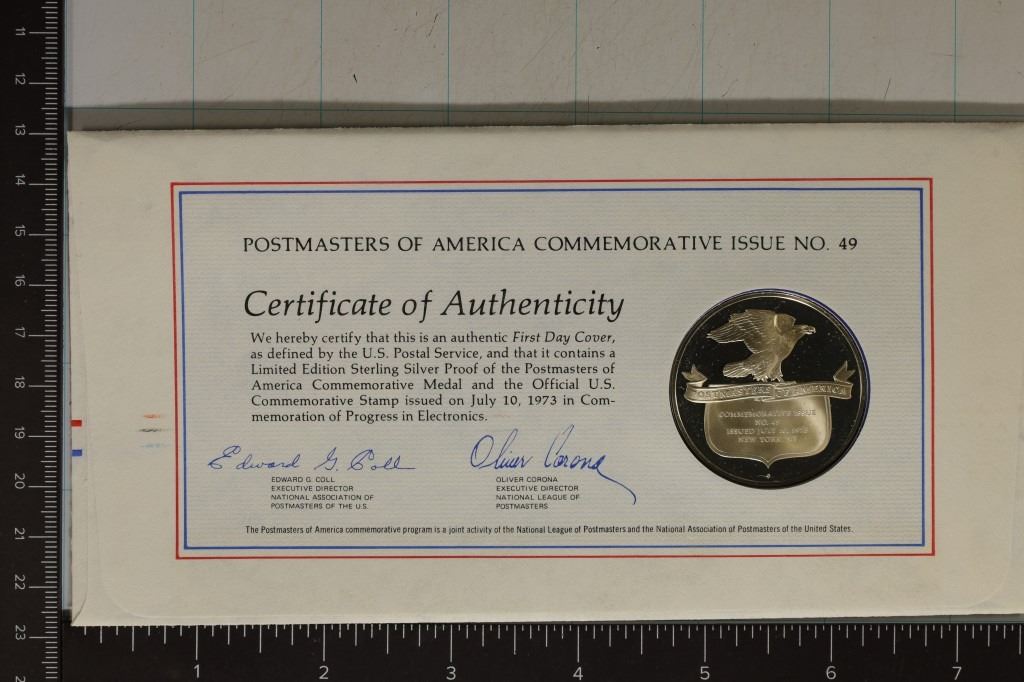 POSTMASTERS OF AMERICA COMMEMORATIVE ISSUE NO. 49
Certificate of Authenticity
We hereby certify that this is an authentic First Day Cover,
as defined by the U.S. Postal Service, and that it contains a
Limited Edition Sterling Silver Proof of the Postmasters of
America Commemorative Medal and the Official U.S.
Commemorative Stamp issued on July 10, 1973 in Com-
memoration of Progress in Electronics.
Edward G. Coll
EDWARD G. COLL
EXECUTIVE DIRECTOR
NATIONAL ASSOCIATION OF
POSTMASTERS OF THE U.S.
Oliver Corona
OLIVER CORONA
EXECUTIVE DIRECTOR
NATIONAL LEAGUE OF
POSTMASTERS
The Postmasters of America commemorative program is a joint activity of the National League of Postmasters and the National Association of Postmasters of the United States.
POSTMASTERS OF AMERICA
COMMEMORATIVE ISSUE
NO. 49
ISSUED JULY 10, 1973
NEW YORK, NY
11
12
13
14
15
16
17
18
19
20
21
22
23
1 2 3 4 5 6 7